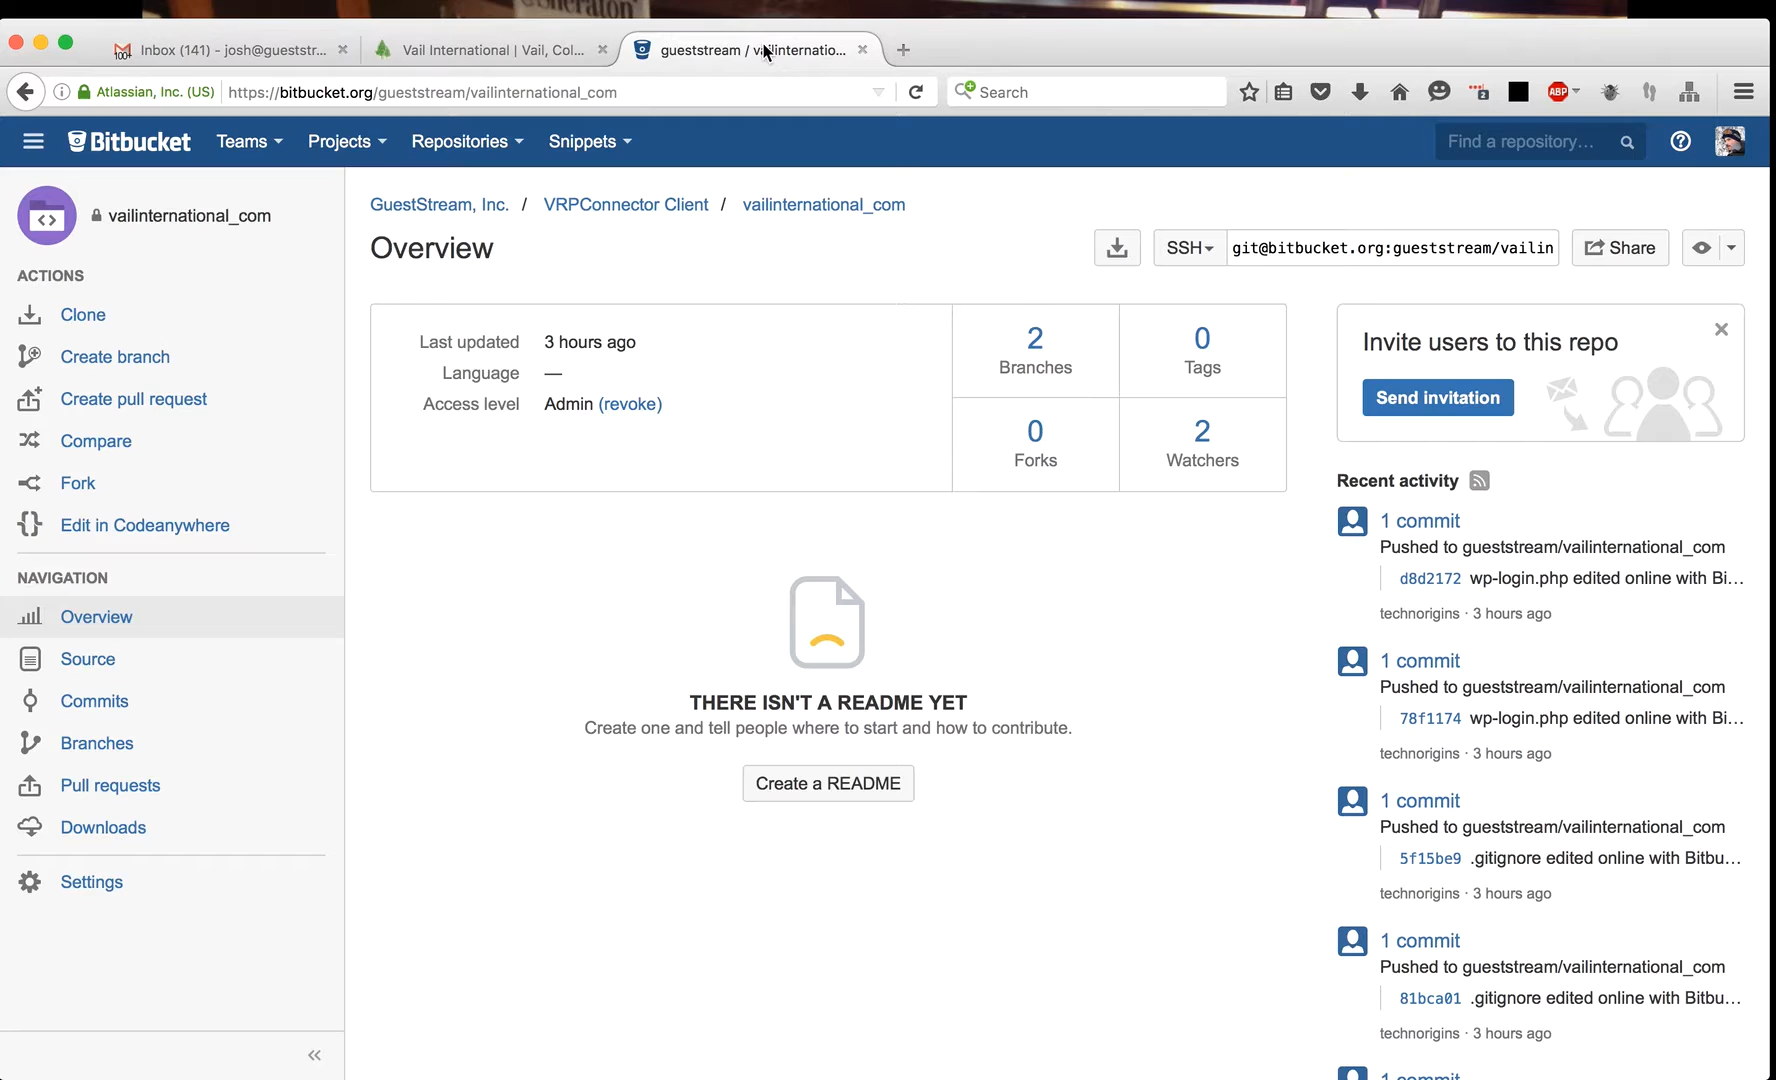 Sheraton
Inbox (141) - josh@gueststr...
Vail International | Vail, Col...
gueststream / vailinternatio...
100+
Atlassian, Inc. (US)
https://bitbucket.org/gueststream/vailinternational_com
Search
2
ABP
Bitbucket
Teams
Projects
Repositories
Snippets
Find a repository...
vailinternational_com
GuestStream, Inc. / VRPConnector Client / vailinternational_com
Overview
SSH
git@bitbucket.org:gueststream/vailin
Share
ACTIONS
Clone
Create branch
Create pull request
Compare
Fork
Edit in Codeanywhere
NAVIGATION
Overview
Source
Commits
Branches
Pull requests
Downloads
Settings
«
Last updated 3 hours ago
Language —
Access level Admin (revoke)
2
Branches
0
Tags
0
Forks
2
Watchers
THERE ISN'T A README YET
Create one and tell people where to start and how to contribute.
Create a README
Invite users to this repo
Send invitation
Recent activity
1 commit
Pushed to gueststream/vailinternational_com
d8d2172 wp-login.php edited online with Bi...
technorigins · 3 hours ago
1 commit
Pushed to gueststream/vailinternational_com
78f1174 wp-login.php edited online with Bi...
technorigins · 3 hours ago
1 commit
Pushed to gueststream/vailinternational_com
5f15be9 .gitignore edited online with Bitbu...
technorigins · 3 hours ago
1 commit
Pushed to gueststream/vailinternational_com
81bca01 .gitignore edited online with Bitbu...
technorigins · 3 hours ago
1 commit